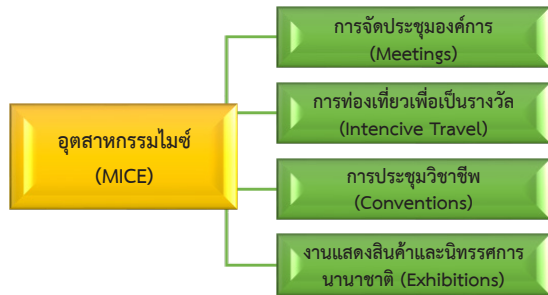 อุตสาหกรรมไมซ์
(MICE)
การจัดประชุมองค์การ
(Meetings)
การท่องเที่ยวเพื่อเป็นรางวัล
(Intencive Travel)
การประชุมวิชาชีพ
(Conventions)
งานแสดงสินค้าและนิทรรศการ
นานาชาติ (Exhibitions)